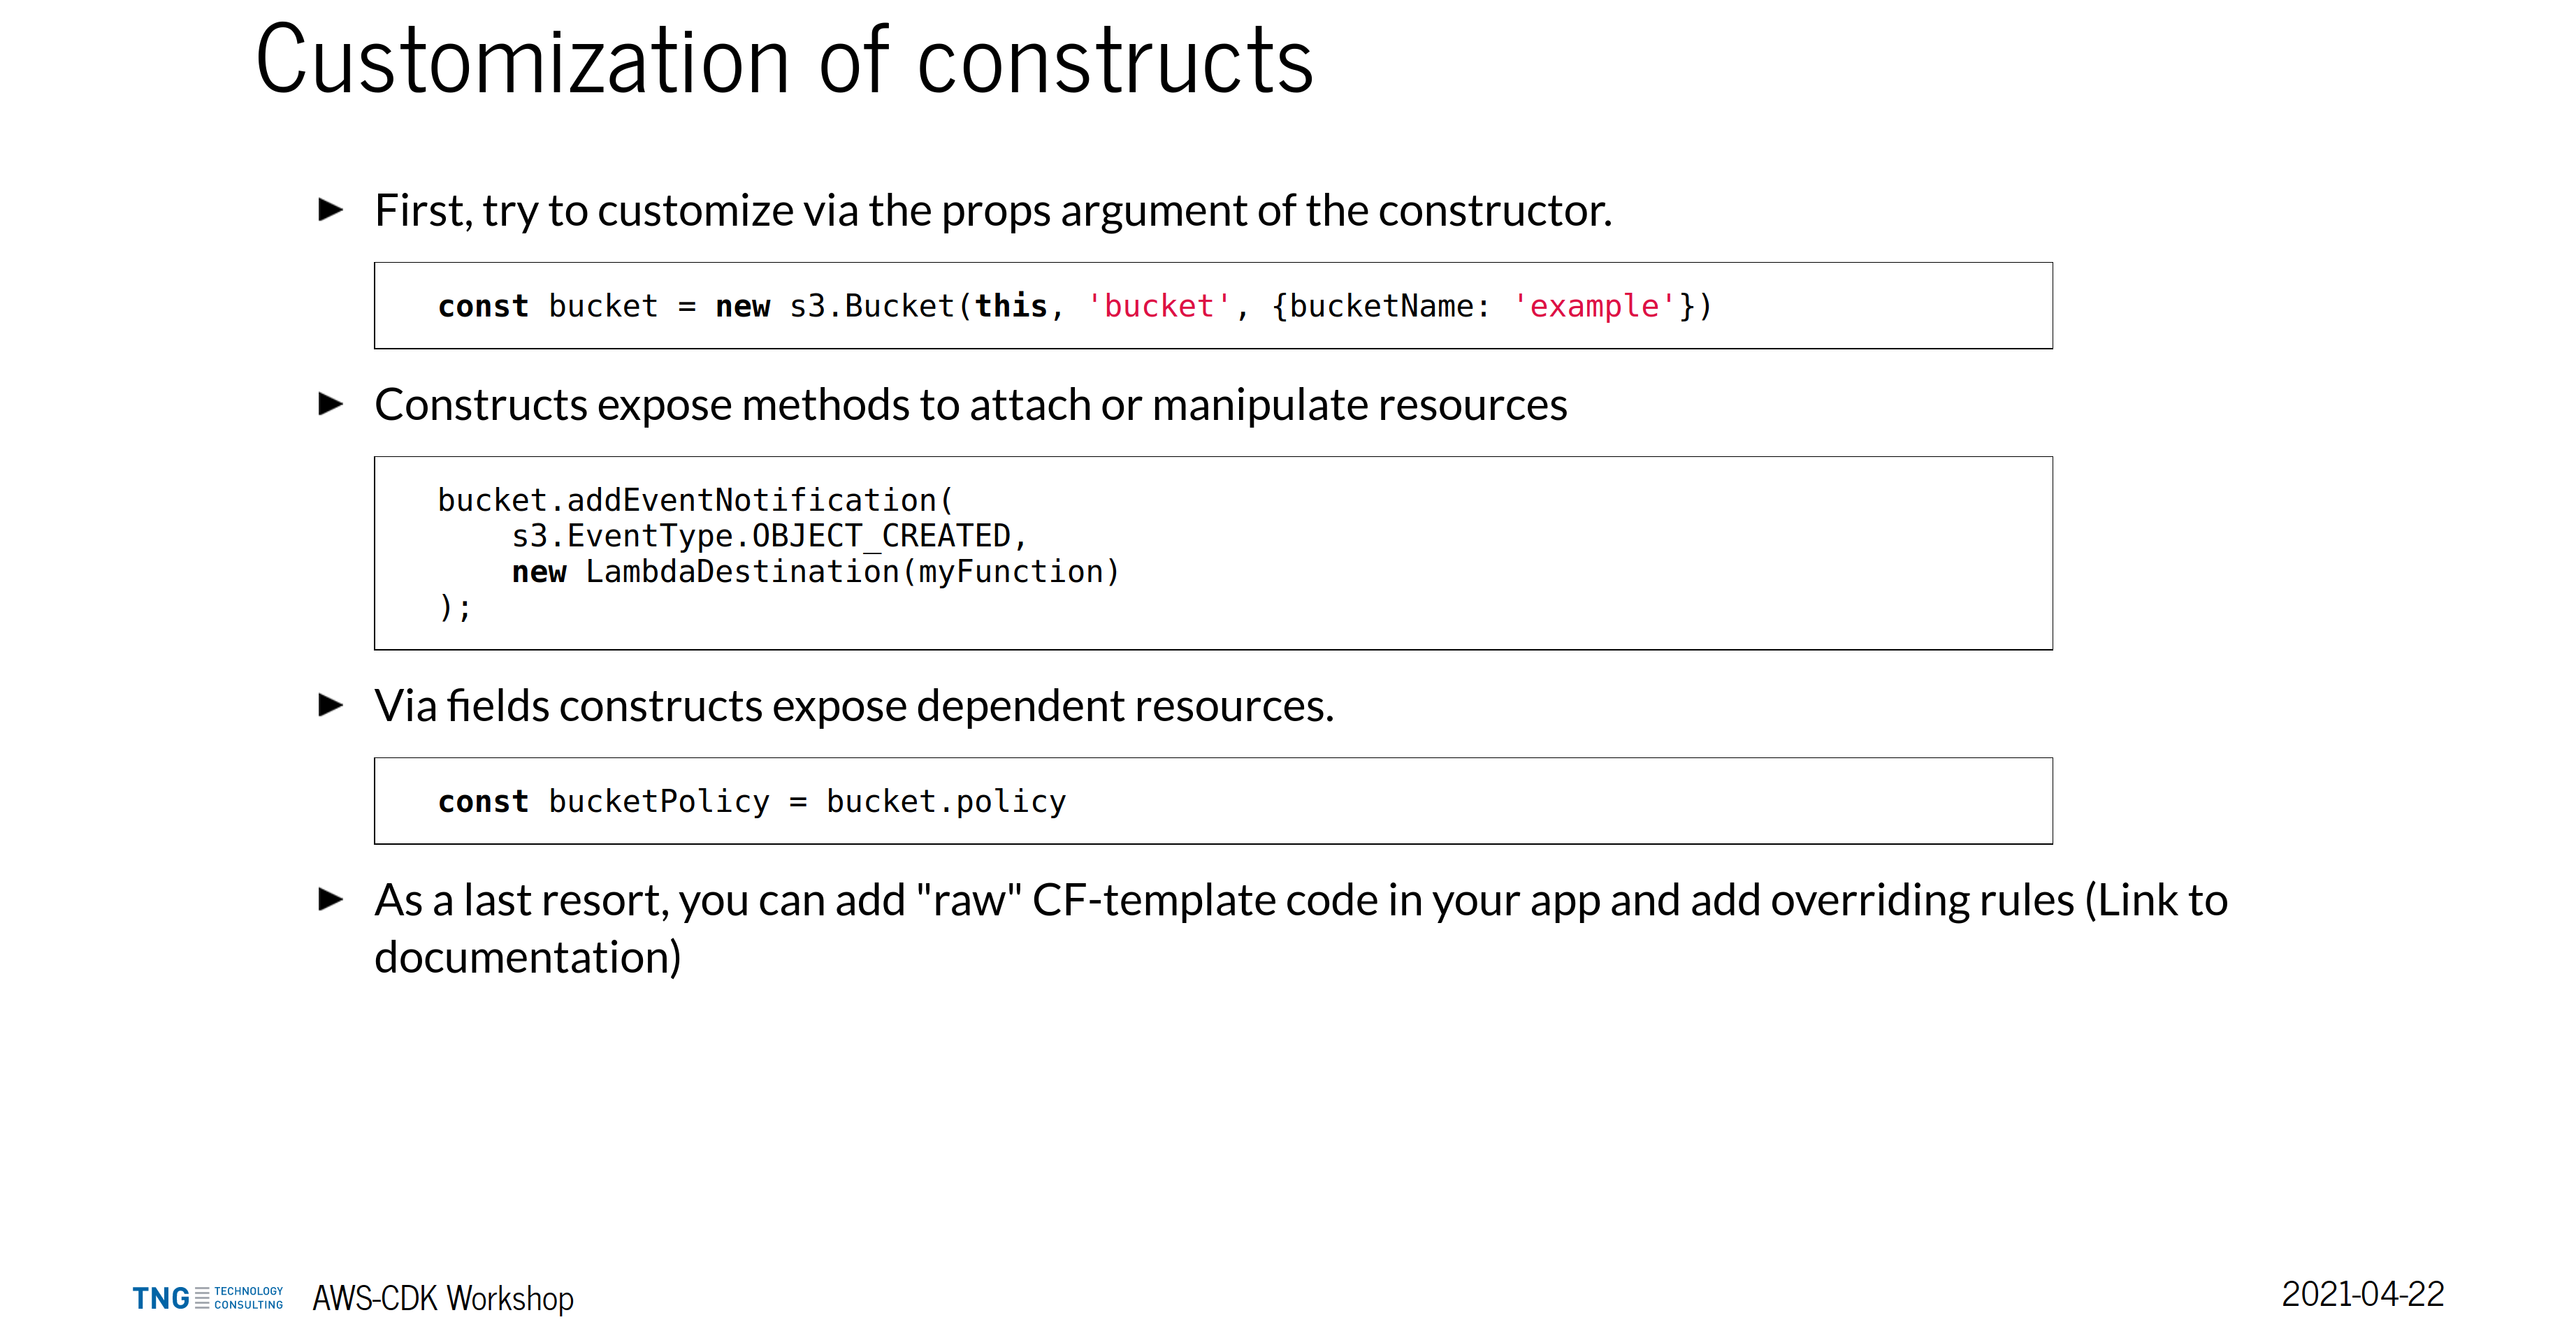 Customization of constructs
First, try to customize via the props argument of the constructor.
const bucket = new s3.Bucket(this, 'bucket', {bucketName: 'example'})
Constructs expose methods to attach or manipulate resources
bucket.addEventNotification(
    s3.EventType.OBJECT_CREATED,
    new LambdaDestination(myFunction)
);
Via fields constructs expose dependent resources.
const bucketPolicy = bucket.policy
As a last resort, you can add "raw" CF-template code in your app and add overriding rules (Link to
documentation)
TNG TECHNOLOGY
CONSULTING
AWS-CDK Workshop
2021-04-22